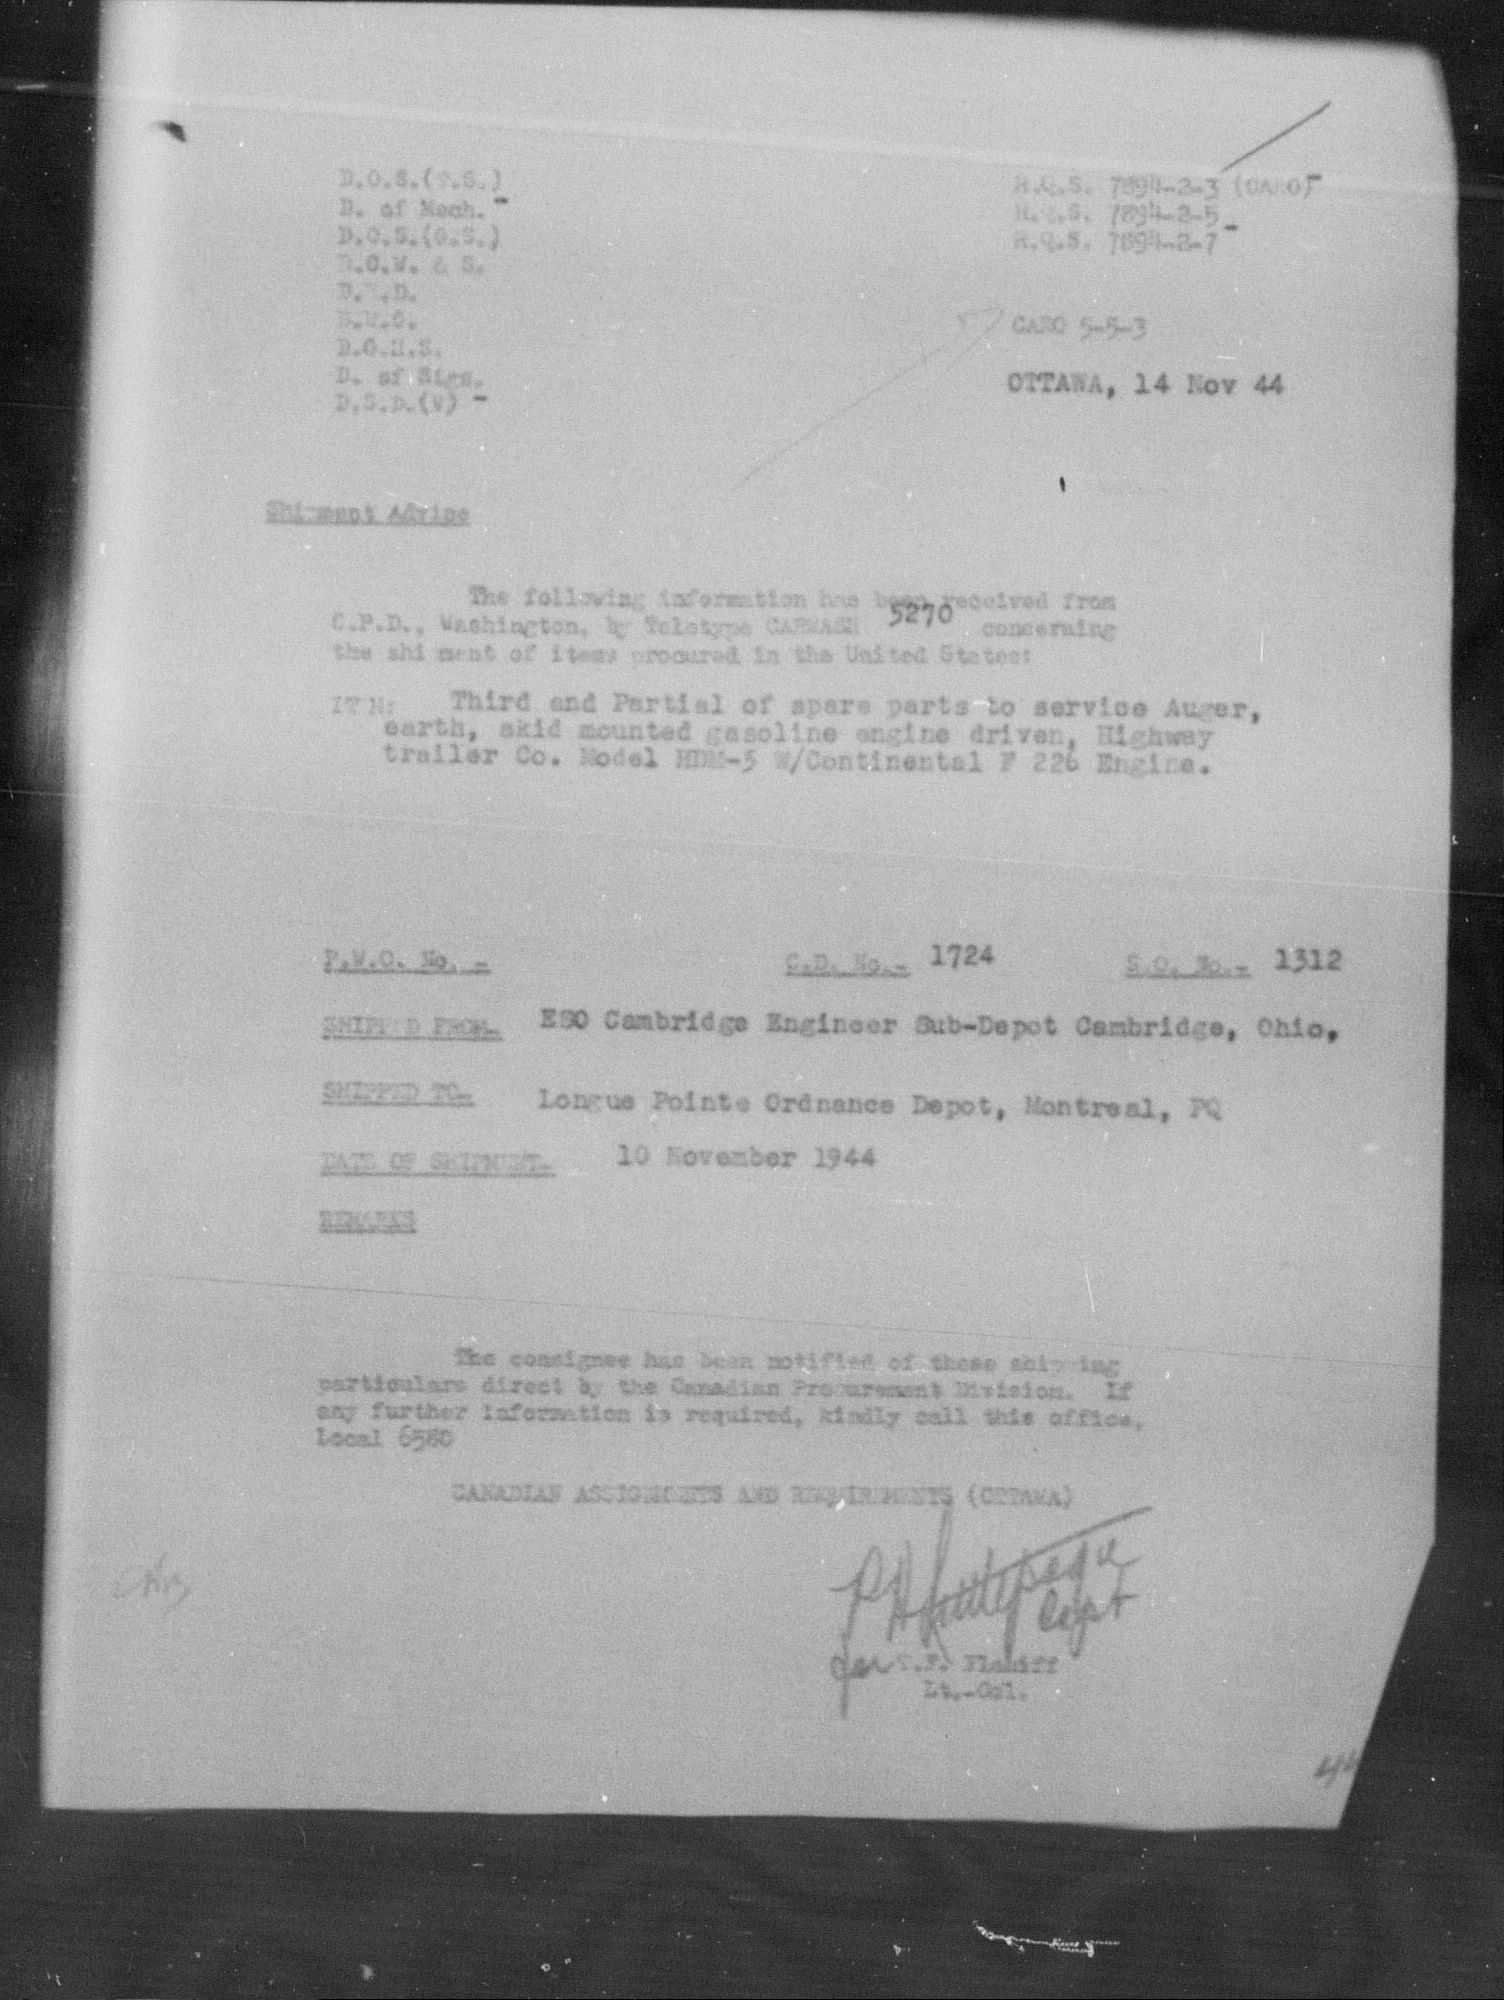 D.O.S.(T.S.)
D. of Mech. -
D.O.S.(G.S.)
D.O.W. & S.
D.M.D.
D.M.S.
D.G.M.S.
D. of Sigs.
D.S.D.(W) -
H.Q.S. 7894-2-3 (CARO)-
H.Q.S. 7894-2-5
H.Q.S. 7894-2-7 -
CARO 5-5-3
OTTAWA, 14 Nov 44
Shipment Advice
The following information has been received from
C.P.D., Washington, by Teletype CARWASH 5270 concerning
the shipment of items procured in the United States:
ITEM: Third and Partial of spare parts to service Auger,
earth, skid mounted gasoline engine driven, Highway
trailer Co. Model HDM-5 W/Continental F 226 Engine.
P.W.O. No. - C.D. No.- 1724 S.O. No.- 1312
SHIPPED FROM- ESO Cambridge Engineer Sub-Depot Cambridge, Ohio,
SHIPPED TO- Longue Pointe Ordnance Depot, Montreal, PQ
DATE OF SHIPMENT- 10 November 1944
REMARKS
The consignee has been notified of these shipping
particulars direct by the Canadian Procurement Division. If
any further information is required, kindly call this office,
Local 6580
CANADIAN ASSIGNMENTS AND REQUIREMENTS (OTTAWA)
Capt
for
Lt.-Col.
44